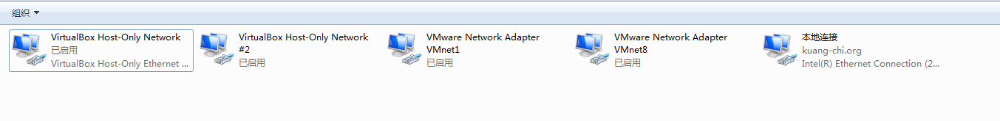 组织
VirtualBox Host-Only Network
已启用
VirtualBox Host-Only Ethernet ...
VirtualBox Host-Only Network
#2
已启用
VMware Network Adapter
VMnet1
已启用
VMware Network Adapter
VMnet8
已启用
本地连接
kuang-chi.org
Intel(R) Ethernet Connection (2...